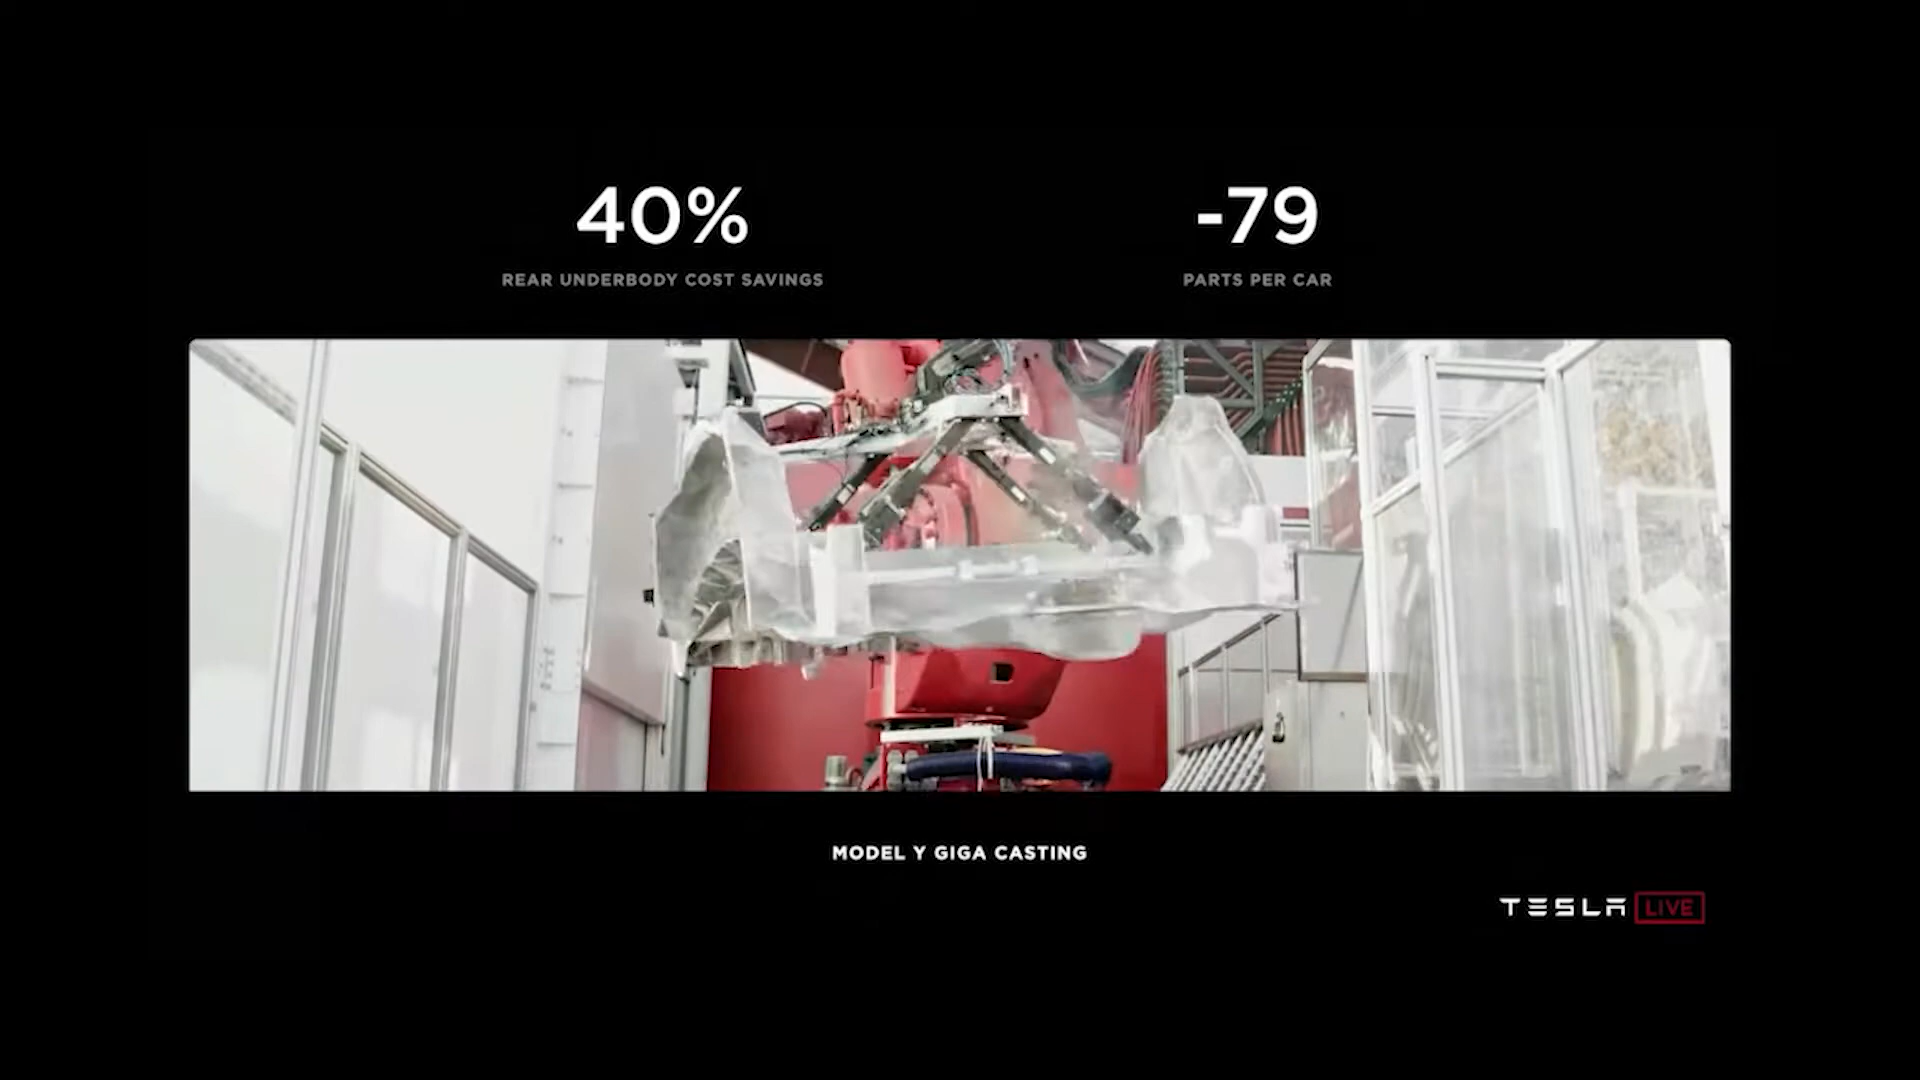 40%
REAR UNDERBODY COST SAVINGS
-79
PARTS PER CAR
MODEL Y GIGA CASTING
TESLA LIVE